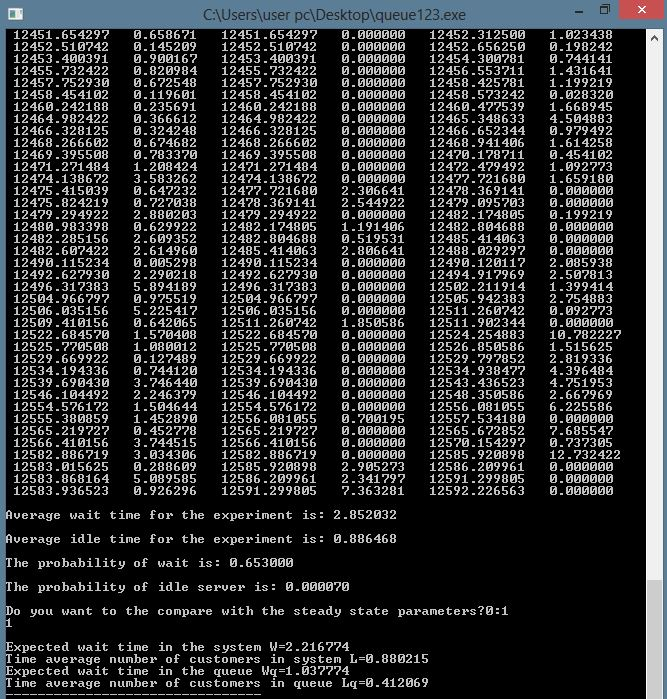 C:\Users\user pc\Desktop\queue123.exe
12451.654297 0.658671 12451.654297 0.000000 12452.312500 1.023438
12452.510742 0.145209 12452.510742 0.000000 12452.656250 0.198242
12453.400391 0.900167 12453.400391 0.000000 12454.300781 0.744141
12455.732422 0.820984 12455.732422 0.000000 12456.553711 1.431641
12457.752930 0.672548 12457.752930 0.000000 12458.425781 1.199219
12458.454102 0.119601 12458.454102 0.000000 12458.573242 0.028320
12460.242188 0.235691 12460.242188 0.000000 12460.477539 1.668945
12464.982422 0.366612 12464.982422 0.000000 12465.348633 4.504883
12466.328125 0.324248 12466.328125 0.000000 12466.652344 0.979492
12468.266602 0.674682 12468.266602 0.000000 12468.941406 1.614258
12469.395508 0.783370 12469.395508 0.000000 12470.178711 0.454102
12471.271484 1.208424 12471.271484 0.000000 12472.479492 1.092773
12474.138672 3.583262 12474.138672 0.000000 12477.721680 1.659180
12475.415039 0.647232 12477.721680 2.306641 12478.369141 0.000000
12475.824219 0.727038 12478.369141 2.544922 12479.095703 0.000000
12479.294922 2.880203 12479.294922 0.000000 12482.174805 0.199219
12480.983398 0.629922 12482.174805 1.191406 12482.804688 0.000000
12482.285156 2.609352 12482.804688 0.519531 12485.414063 0.000000
12482.607422 2.614960 12485.414063 2.806641 12488.029297 0.000000
12490.115234 0.005298 12490.115234 0.000000 12490.120117 2.085938
12492.627930 2.290218 12492.627930 0.000000 12494.917969 2.507813
12496.317383 5.894189 12496.317383 0.000000 12502.211914 1.399414
12504.966797 0.975519 12504.966797 0.000000 12505.942383 2.754883
12506.035156 5.225417 12506.035156 0.000000 12511.260742 0.092773
12509.410156 0.642065 12511.260742 1.850586 12511.902344 0.000000
12522.684570 1.570408 12522.684570 0.000000 12524.254883 10.782227
12525.770508 1.080012 12525.770508 0.000000 12526.850586 1.515625
12529.669922 0.127489 12529.669922 0.000000 12529.797852 2.819336
12534.194336 0.744120 12534.194336 0.000000 12534.938477 4.396484
12539.690430 3.746440 12539.690430 0.000000 12543.436523 4.751953
12546.104492 2.246379 12546.104492 0.000000 12548.350586 2.667969
12554.576172 1.504644 12554.576172 0.000000 12556.081055 6.225586
12555.380859 1.452890 12556.081055 0.700195 12557.534180 0.000000
12565.219727 0.452778 12565.219727 0.000000 12565.672852 7.685547
12566.410156 3.744515 12566.410156 0.000000 12570.154297 0.737305
12582.886719 3.034306 12582.886719 0.000000 12585.920898 12.732422
12583.015625 0.288609 12585.920898 2.905273 12586.209961 0.000000
12583.868164 5.089585 12586.209961 2.341797 12591.299805 0.000000
12583.936523 0.926296 12591.299805 7.363281 12592.226563 0.000000
Average wait time for the experiment is: 2.852032
Average idle time for the experiment is: 0.886468
The probability of wait is: 0.653000
The probability of idle server is: 0.000070
Do you want to the compare with the steady state parameters?0:1
1
Expected wait time in the system W=2.216774
Time average number of customers in system L=0.880215
Expected wait time in the queue Wq=1.037774
Time average number of customers in queue Lq=0.412069